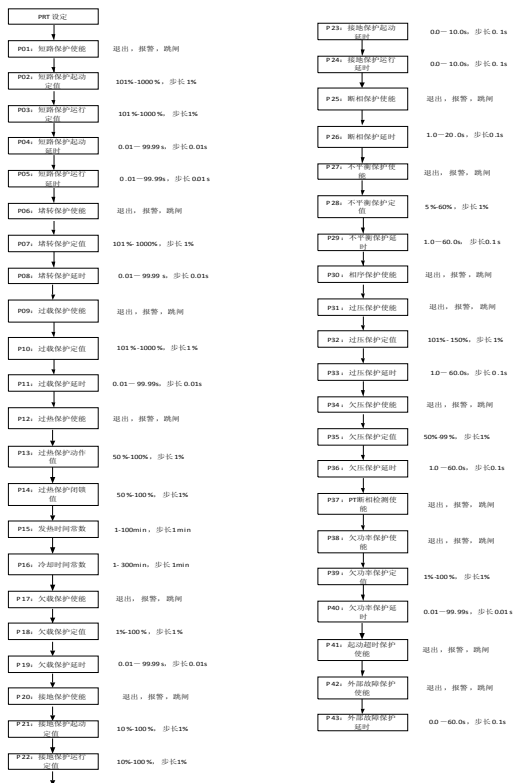 PRT 设定
P01：短路保护使能 退出，报警，跳闸
P02：短路保护起动
定值 101%-1000%，步长1%
P03：短路保护运行
定值 101%-1000%，步长1%
P04：短路保护起动
延时 0.01－99.99s，步长0.01s
P05：短路保护运行
延时 0.01－99.99s，步长0.01s
P06：堵转保护使能 退出，报警，跳闸
P07：堵转保护定值 101%-1000%，步长1%
P08：堵转保护延时 0.01－99.99s，步长0.01s
P09：过载保护使能 退出，报警，跳闸
P10：过载保护定值 101%-1000%，步长1%
P11：过载保护延时 0.01－99.99s，步长0.01s
P12：过热保护使能 退出，报警，跳闸
P13：过热保护动作
值 50%-100%，步长1%
P14：过热保护闭锁
值 50%-100%，步长1%
P15：发热时间常数 1-100min，步长1min
P16：冷却时间常数 1-300min，步长1min
P17：欠载保护使能 退出，报警，跳闸
P18：欠载保护定值 1%-100%，步长1%
P19：欠载保护延时 0.01－99.99s，步长0.01s
P20：接地保护使能 退出，报警，跳闸
P21：接地保护起动
定值 10%-100%，步长1%
P22：接地保护运行
定值 10%-100%，步长1%
P23：接地保护起动
延时 0.0－10.0s，步长0.1s
P24：接地保护运行
延时 0.0－10.0s，步长0.1s
P25：断相保护使能 退出，报警，跳闸
P26：断相保护延时 1.0－20.0s，步长0.1s
P27：不平衡保护使
能 退出，报警，跳闸
P28：不平衡保护定
值 5%-60%，步长1%
P29：不平衡保护延
时 1.0－60.0s，步长0.1s
P30：相序保护使能 退出，报警，跳闸
P31：过压保护使能 退出，报警，跳闸
P32：过压保护定值 101%-150%，步长1%
P33：过压保护延时 1.0－60.0s，步长0.1s
P34：欠压保护使能 退出，报警，跳闸
P35：欠压保护定值 50%-99%，步长1%
P36：欠压保护延时 1.0－60.0s，步长0.1s
P37：PT断相检测使
能 退出，报警，跳闸
P38：欠功率保护使
能 退出，报警，跳闸
P39：欠功率保护定
值 1%-100%，步长1%
P40：欠功率保护延
时 0.01－99.99s，步长0.01s
P41：起动超时保护
使能 退出，报警，跳闸
P42：外部故障保护
使能 退出，报警，跳闸
P43：外部故障保护
延时 0.0－60.0s，步长0.1s